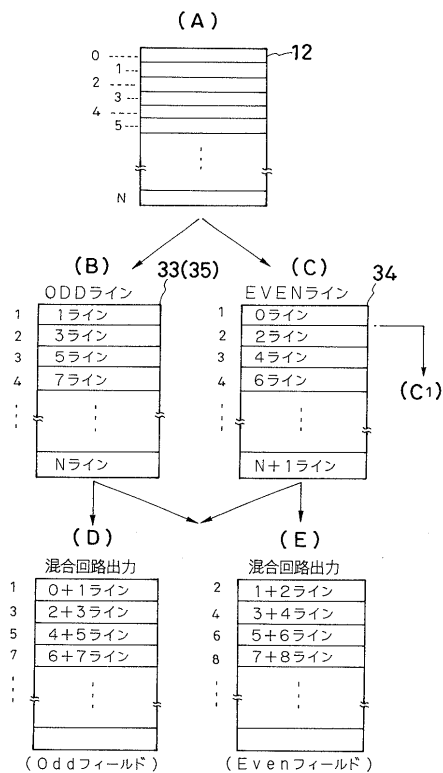 (A)
12
0
1
2
3
4
5
N
(B)
ODDライン
33(35)
1 1ライン
2 3ライン
3 5ライン
4 7ライン
Nライン
(C)
EVENライン
34
1 0ライン
2 2ライン
3 4ライン
4 6ライン
N+1ライン
(C1)
(D)
混合回路出力
1 0+1ライン
3 2+3ライン
5 4+5ライン
7 6+7ライン
(Oddフィールド)
(E)
混合回路出力
2 1+2ライン
4 3+4ライン
6 5+6ライン
8 7+8ライン
(Evenフィールド)